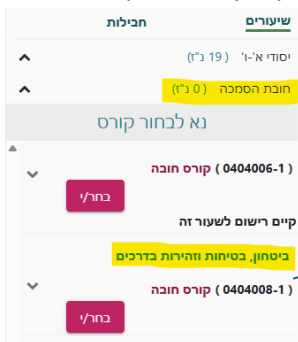 שיעורים חבילות
יסודי א'-ו' ( 19 נ"ז)
חובת הסמכה ( 0 נ"ז)
נא לבחור קורס
( 0404006-1 ) קורס חובה
בחר/י
קיים רישום לשעור זה
ביטחון, בטיחות וזהירות בדרכים
( 0404008-1 ) קורס חובה
בחר/י